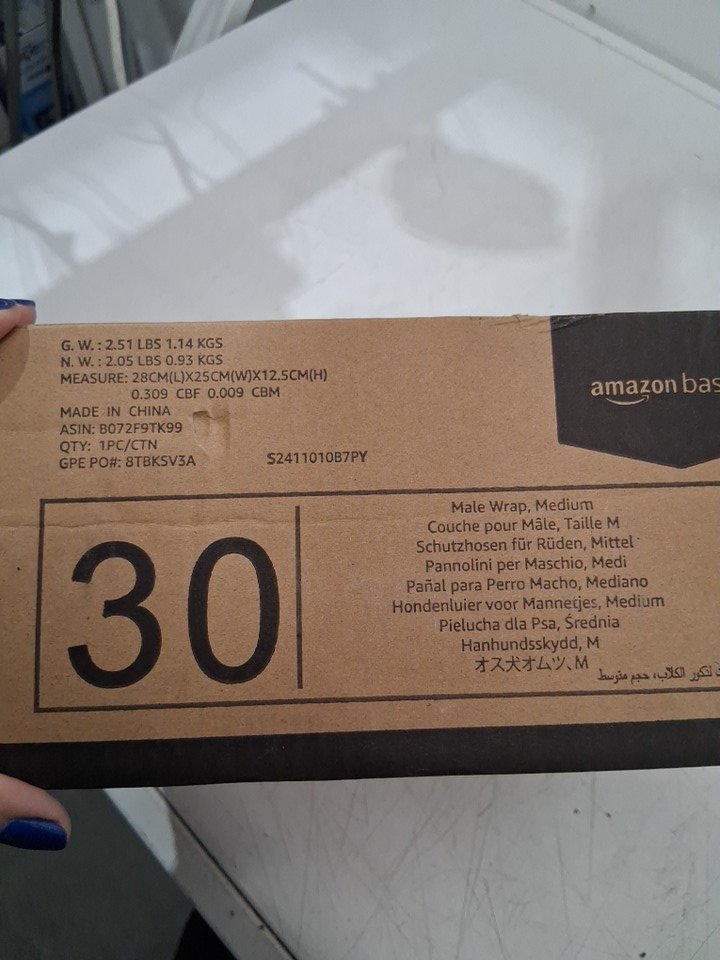 G. W. : 2.51 LBS 1.14 KGS
N. W. : 2.05 LBS 0.93 KGS
MEASURE: 28CM(L)X25CM(W)X12.5CM(H)
0.309 CBF 0.009 CBM
MADE IN CHINA
ASIN: B072F9TK99
QTY: 1PC/CTN
GPE PO#: 8TBKSV3A
S2411010B7PY
amazon bas
30
Male Wrap, Medium
Couche pour Mâle, Taille M
Schutzhosen für Rüden, Mittel
Pannolini per Maschio, Medi
Pañal para Perro Macho, Mediano
Hondenluier voor Mannetjes, Medium
Pielucha dla Psa, Średnia
Hanhundsskydd, M
オス犬オムツ、M
لذكور الكلاب، حجم متوسط